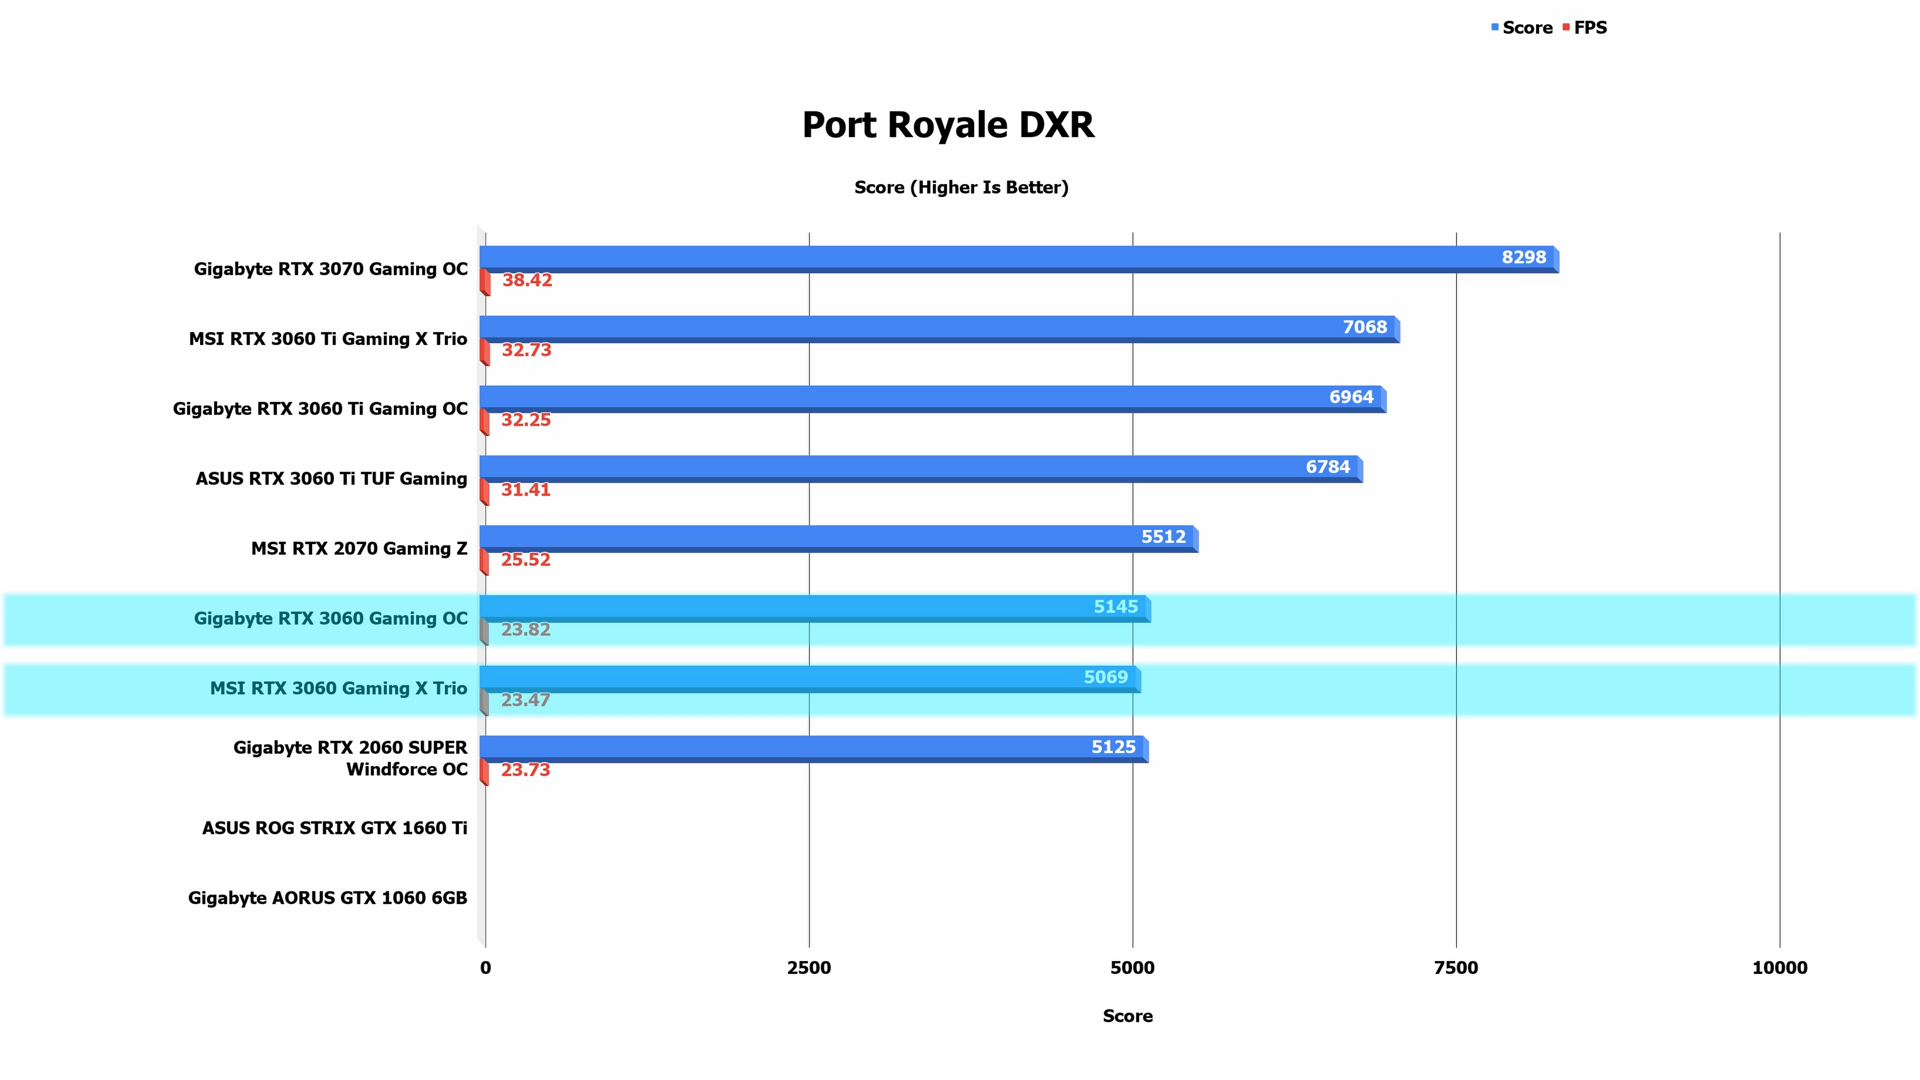 Score FPS
Port Royale DXR
Score (Higher Is Better)
Gigabyte RTX 3070 Gaming OC
8298
38.42
MSI RTX 3060 Ti Gaming X Trio
7068
32.73
Gigabyte RTX 3060 Ti Gaming OC
6964
32.25
ASUS RTX 3060 Ti TUF Gaming
6784
31.41
MSI RTX 2070 Gaming Z
5512
25.52
Gigabyte RTX 3060 Gaming OC
5145
23.82
MSI RTX 3060 Gaming X Trio
5069
23.47
Gigabyte RTX 2060 SUPER
Windforce OC
5125
23.73
ASUS ROG STRIX GTX 1660 Ti
Gigabyte AORUS GTX 1060 6GB
0 2500 5000 7500 10000
Score